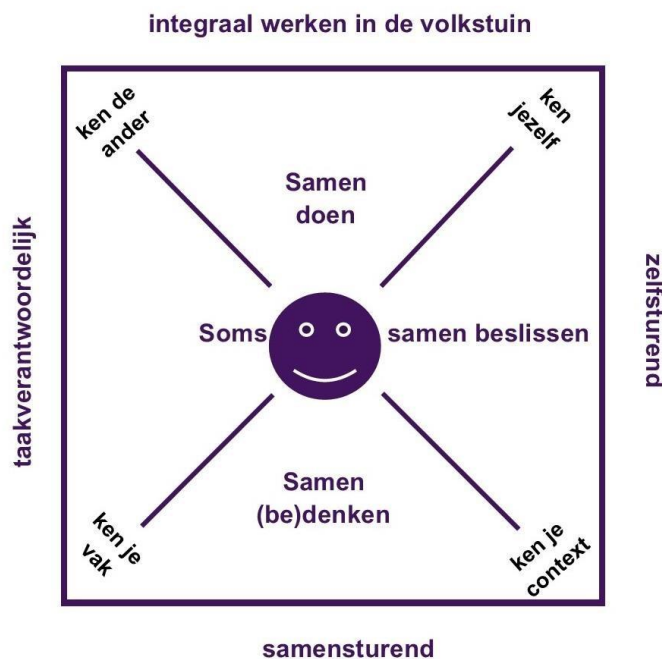 integraal werken in de volkstuin
ken de
ander
ken
jezelf
Samen
doen
taakverantwoordelijk
zelfsturend
Soms samen beslissen
Samen
(be)denken
ken je
vak
ken je
context
samensturend